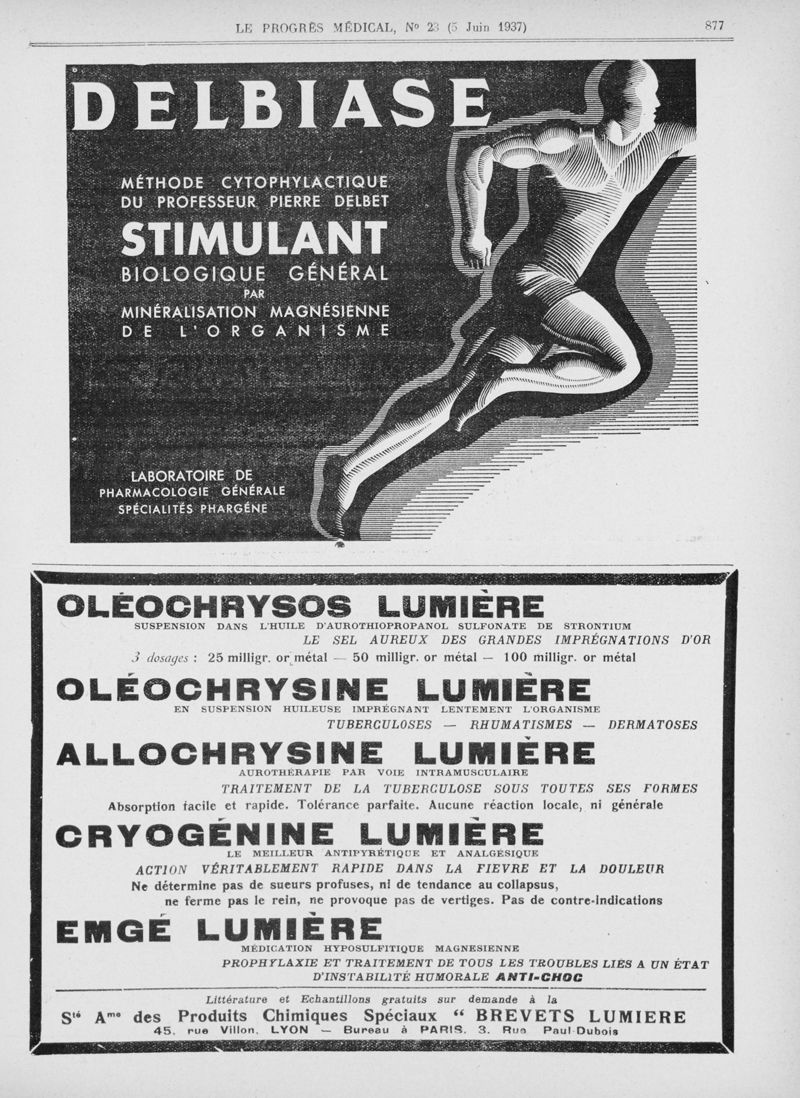 LE PROGRÈS MÉDICAL, Nº 23 (5 Juin 1937)
877
DELBIASE
MÉTHODE CYTOPHYLACTIQUE
DU PROFESSEUR PIERRE DELBET
STIMULANT
BIOLOGIQUE GÉNÉRAL
PAR
MINÉRALISATION MAGNÉSIENNE
DE L'ORGANISME
LABORATOIRE DE
PHARMACOLOGIE GÉNÉRALE
SPÉCIALITÉS PHARGÉNE
OLÉOCHRYSOS LUMIÈRE
SUSPENSION DANS L'HUILE D'AUROTHIOPROPANOL SULFONATE DE STRONTIUM
LE SEL AUREUX DES GRANDES IMPRÉGNATIONS D'OR
3 dosages : 25 milligr. or métal — 50 milligr. or métal — 100 milligr. or métal
OLÉOCHRYSINE LUMIÈRE
EN SUSPENSION HUILEUSE IMPRÉGNANT LENTEMENT L'ORGANISME
TUBERCULOSES — RHUMATISMES — DERMATOSES
ALLOCHRYSINE LUMIÈRE
AUROTHÉRAPIE PAR VOIE INTRAMUSCULAIRE
TRAITEMENT DE LA TUBERCULOSE SOUS TOUTES SES FORMES
Absorption facile et rapide. Tolérance parfaite. Aucune réaction locale, ni générale
CRYOGÉNINE LUMIÈRE
LE MEILLEUR ANTIPYRÉTIQUE ET ANALGÉSIQUE
ACTION VÉRITABLEMENT RAPIDE DANS LA FIEVRE ET LA DOULEUR
Ne détermine pas de sueurs profuses, ni de tendance au collapsus,
ne ferme pas le rein, ne provoque pas de vertiges. Pas de contre-indications
EMGÉ LUMIÈRE
MÉDICATION HYPOSULFITIQUE MAGNESIENNE
PROPHYLAXIE ET TRAITEMENT DE TOUS LES TROUBLES LIÉS A UN ÉTAT
D'INSTABILITÉ HUMORALE ANTI-CHOC
Littérature et Echantillons gratuits sur demande à la
Sté Ame des Produits Chimiques Spéciaux “ BREVETS LUMIERE
45, rue Villon, LYON — Bureau à PARIS, 3, Rue Paul-Dubois